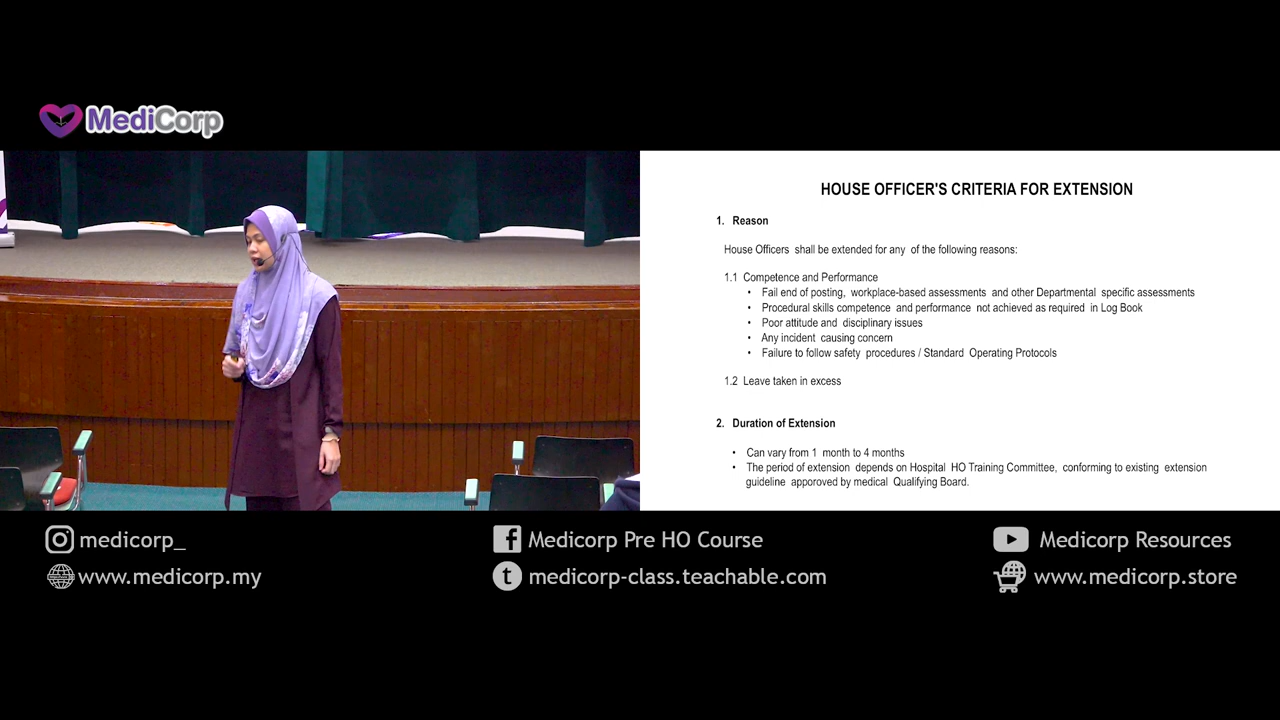 MediCorp
HOUSE OFFICER'S CRITERIA FOR EXTENSION
1. Reason
House Officers shall be extended for any of the following reasons:
1.1 Competence and Performance
• Fail end of posting, workplace-based assessments and other Departmental specific assessments
• Procedural skills competence and performance not achieved as required in Log Book
• Poor attitude and disciplinary issues
• Any incident causing concern
• Failure to follow safety procedures / Standard Operating Protocols
1.2 Leave taken in excess
2. Duration of Extension
• Can vary from 1 month to 4 months
• The period of extension depends on Hospital HO Training Committee, conforming to existing extension
guideline apporoved by medical Qualifying Board.
medicorp_
Medicorp Pre HO Course
Medicorp Resources
www.medicorp.my
medicorp-class.teachable.com
www.medicorp.store